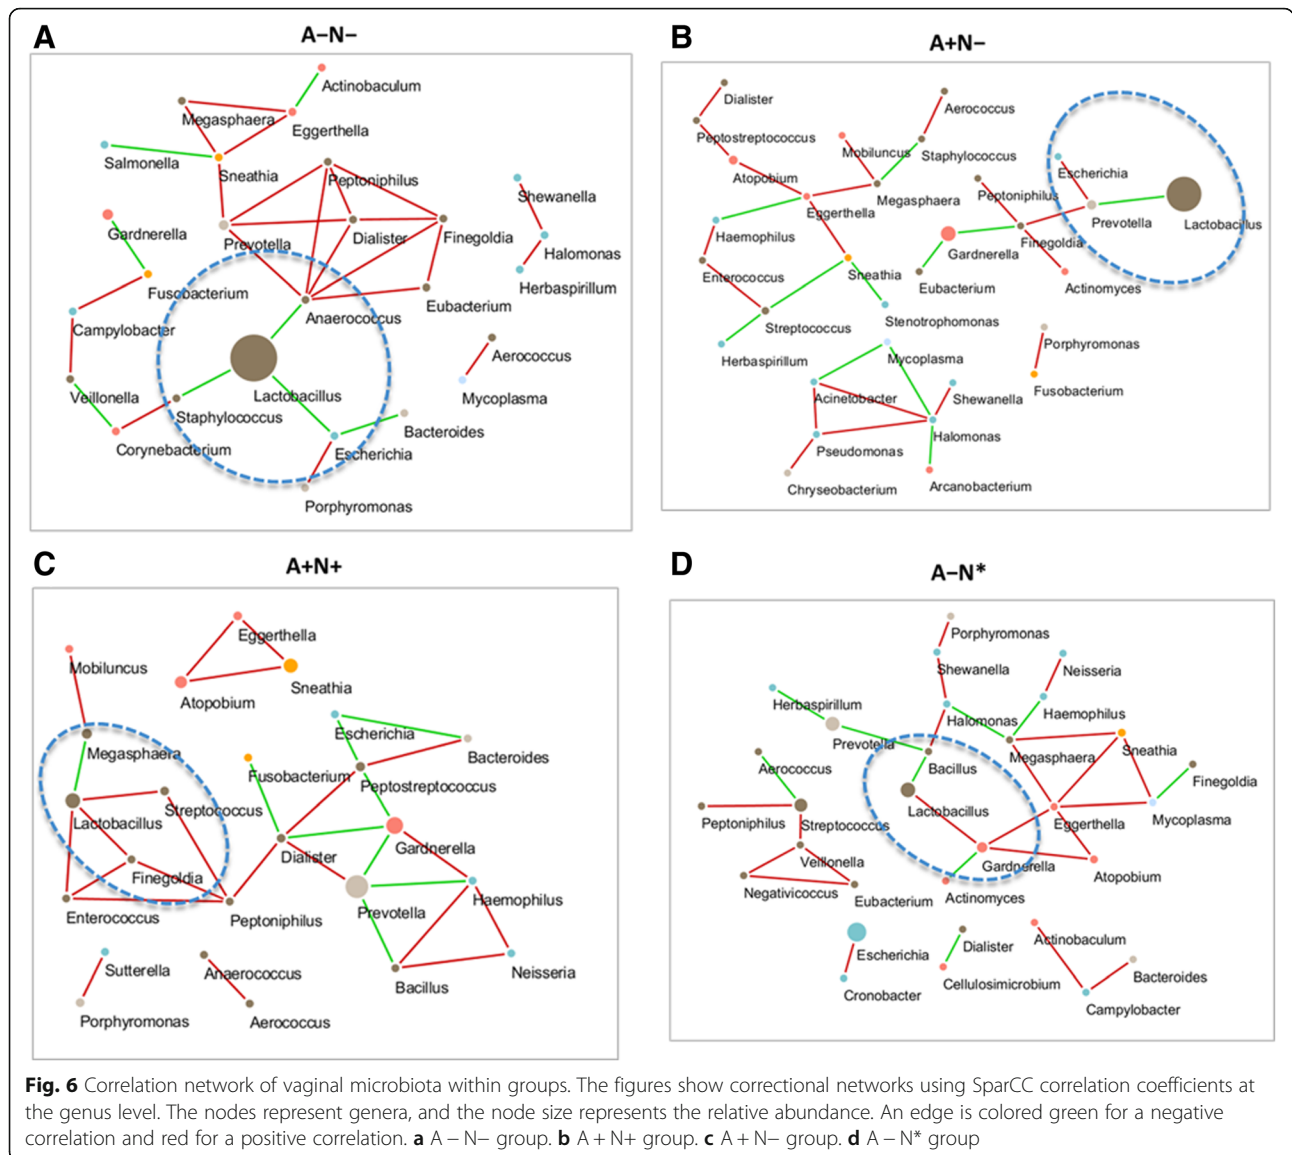 A
A−N−
Actinobaculum
Megasphaera
Eggerthella
Salmonella
Sneathia
Peptoniphilus
Shewanella
Gardnerella
Prevotella
Dialister
Finegoldia
Halomonas
Herbaspirillum
Fusobacterium
Eubacterium
Campylobacter
Anaerococcus
Aerococcus
Veillonella
Lactobacillus
Mycoplasma
Staphylococcus
Bacteroides
Corynebacterium
Escherichia
Porphyromonas
B
A+N−
Dialister
Aerococcus
Peptostreptococcus
Mobiluncus
Staphylococcus
Escherichia
Atopobium
Peptoniphilus
Megasphaera
Eggerthella
Prevotella
Lactobacillus
Haemophilus
Finegoldia
Gardnerella
Enterococcus
Sneathia
Eubacterium
Actinomyces
Streptococcus
Stenotrophomonas
Herbaspirillum
Mycoplasma
Porphyromonas
Fusobacterium
Acinetobacter
Shewanella
Halomonas
Pseudomonas
Chryseobacterium
Arcanobacterium
C
A+N+
Eggerthella
Mobiluncus
Sneathia
Atopobium
Escherichia
Megasphaera
Bacteroides
Fusobacterium
Peptostreptococcus
Streptococcus
Lactobacillus
Gardnerella
Dialister
Finegoldia
Haemophilus
Enterococcus
Peptoniphilus
Prevotella
Sutterella
Anaerococcus
Neisseria
Bacillus
Porphyromonas
Aerococcus
D
A−N*
Porphyromonas
Shewanella
Neisseria
Herbaspirillum
Halomonas
Haemophilus
Prevotella
Megasphaera
Sneathia
Aerococcus
Bacillus
Finegoldia
Lactobacillus
Peptoniphilus
Streptococcus
Eggerthella
Mycoplasma
Veillonella
Gardnerella
Atopobium
Negativicoccus
Eubacterium
Actinomyces
Actinobaculum
Escherichia
Dialister
Bacteroides
Cronobacter
Cellulosimicrobium
Campylobacter
Fig. 6 Correlation network of vaginal microbiota within groups. The figures show correctional networks using SparCC correlation coefficients at
the genus level. The nodes represent genera, and the node size represents the relative abundance. An edge is colored green for a negative
correlation and red for a positive correlation. a A − N− group. b A + N+ group. c A + N− group. d A − N* group